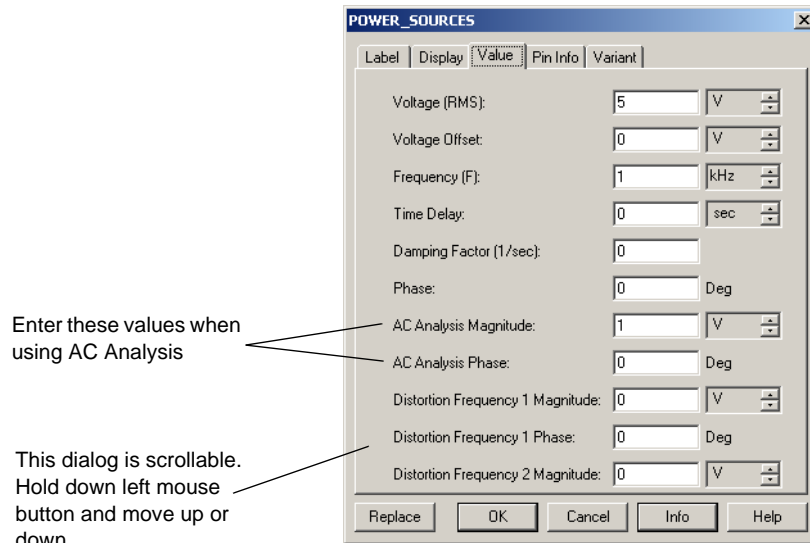 POWER_SOURCES
Label Display Value Pin Info Variant
Voltage (RMS): 5 V
Voltage Offset: 0 V
Frequency (F): 1 kHz
Time Delay: 0 sec
Damping Factor (1/sec): 0
Phase: 0 Deg
Enter these values when
using AC Analysis
AC Analysis Magnitude: 1 V
AC Analysis Phase: 0 Deg
Distortion Frequency 1 Magnitude: 0 V
Distortion Frequency 1 Phase: 0 Deg
Distortion Frequency 2 Magnitude: 0 V
This dialog is scrollable.
Hold down left mouse
button and move up or
down
Replace OK Cancel Info Help